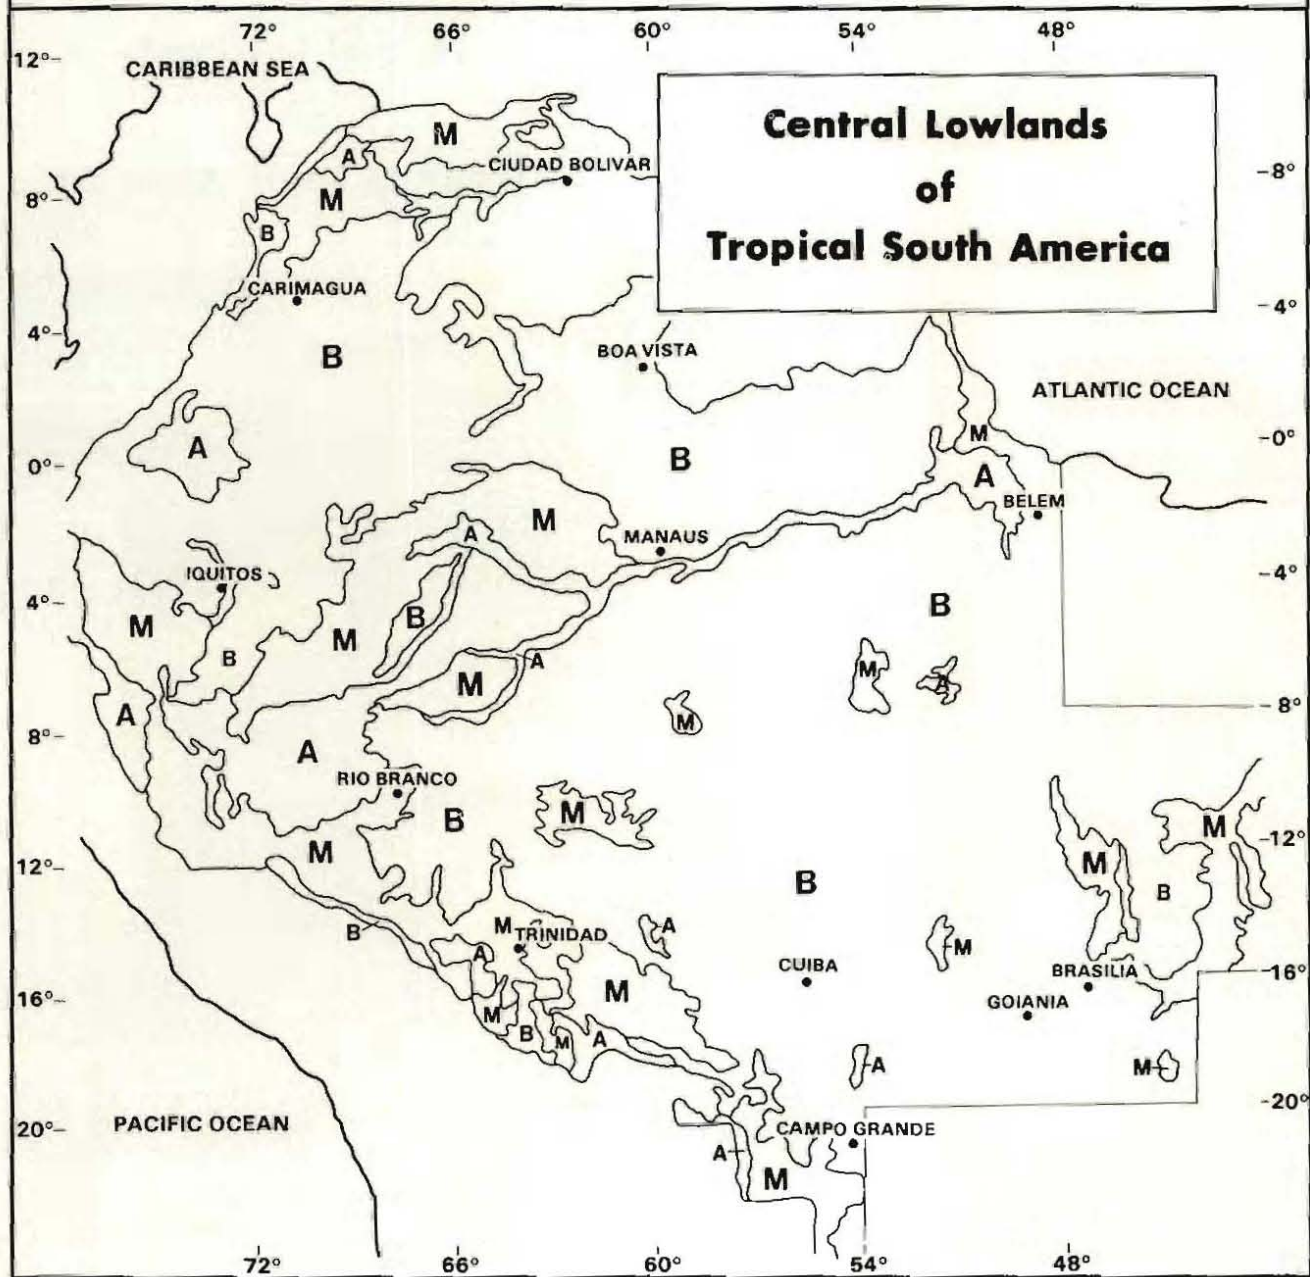 72° 66° 60° 54° 48°
12°
CARIBBEAN SEA
Central Lowlands
of
Tropical South America
M
A
CIUDAD BOLIVAR
8°
8°
M
B
CARIMAGUA
4°
4°
B
BOA VISTA
ATLANTIC OCEAN
M
0°
A
B
0°
A
BELEM
M
A
MANAUS
IQUITOS
4°
4°
B
B
M
M
B
A
M
M
A
M
8°
A
8°
A
RIO BRANCO
M
B
M
12°
M
M
12°
B
B
M
A
B
TRINIDAD
A
M
CUIBA
BRASILIA
16°
16°
M
GOIANIA
M
B
M
A
A
M
20°
20°
PACIFIC OCEAN
CAMPO GRANDE
A
M
72° 66° 60° 54° 48°